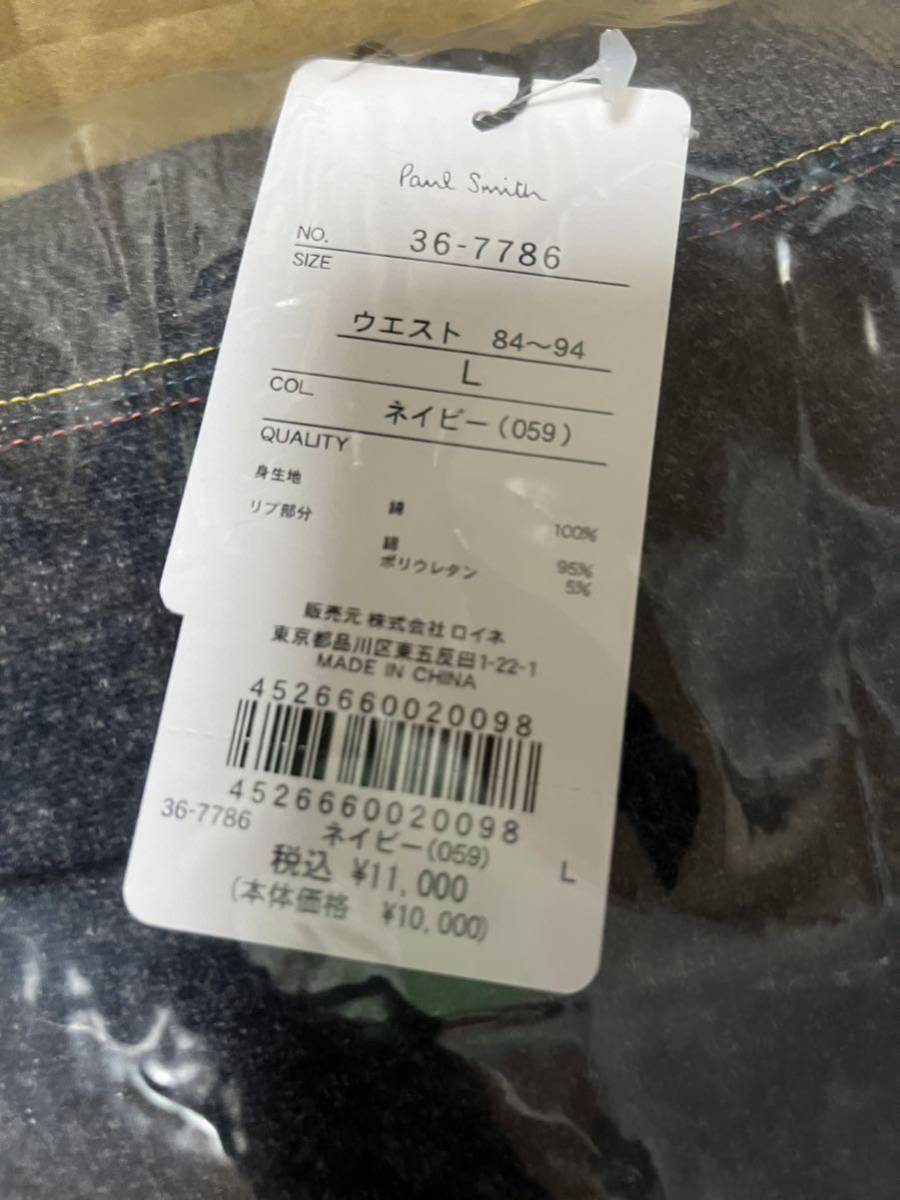 Paul Smith
NO. 36-7786
SIZE
ウエスト 84～94
L
COL. ネイビー(059)
QUALITY
身生地 綿 100%
リブ部分 綿 95%
ポリウレタン 5%
販売元 株式会社 ロイネ
東京都品川区東五反田1-22-1
MADE IN CHINA
4526660020098
4526660020098
36-7786 ネイビー(059) L
税込 ¥11,000
(本体価格 ¥10,000)